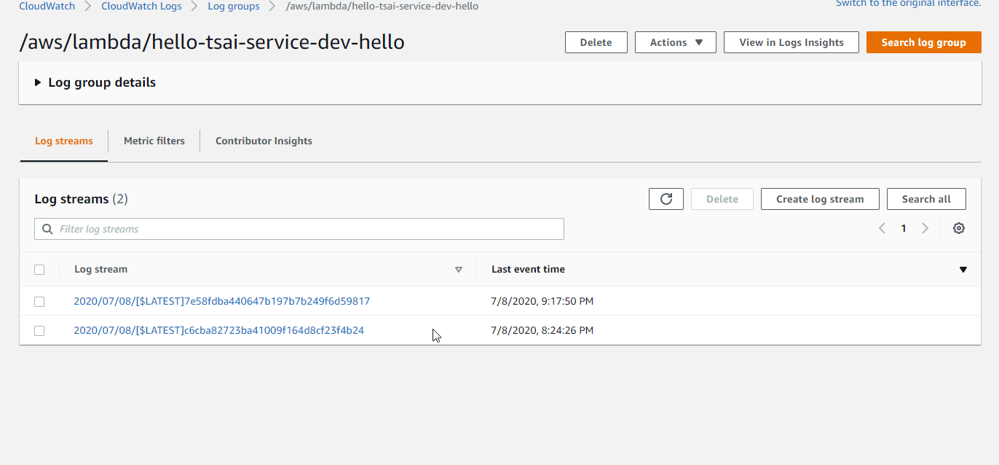 CloudWatch CloudWatch Logs Log groups /aws/lambda/hello-tsai-service-dev-hello Switch to the original interface.
/aws/lambda/hello-tsai-service-dev-hello Delete Actions View in Logs Insights Search log group
Log group details
Log streams Metric filters Contributor Insights
Log streams (2) Delete Create log stream Search all
Filter log streams 1
Log stream Last event time
2020/07/08/[$LATEST]7e58fdba440647b197b7b249f6d59817 7/8/2020, 9:17:50 PM
2020/07/08/[$LATEST]c6cba82723ba41009f164d8cf23f4b24 7/8/2020, 8:24:26 PM